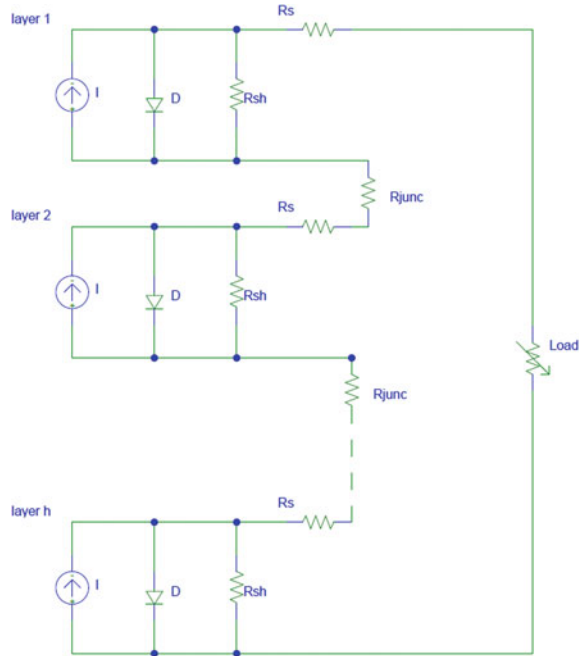 layer 1
Rs
I
D
Rsh
Rjunc
layer 2
Rs
I
D
Rsh
Load
Rjunc
layer h
Rs
I
D
Rsh